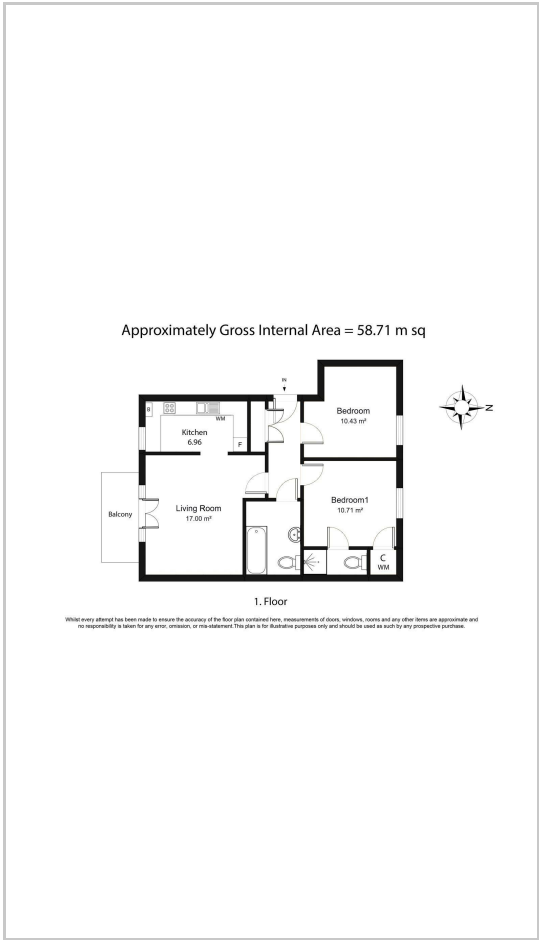 Approximately Gross Internal Area = 58.71 m sq
IN
B
WM
Kitchen
6.96
F
Bedroom
10.43 m²
N
Balcony
Living Room
17.00 m²
Bedroom1
10.71 m²
C
WM
1. Floor
Whilst every attempt has been made to ensure the accuracy of the floor plan contained here, measurements of doors, windows, rooms and any other items are approximate and
no responsibility is taken for any error, omission, or mis-statement.This plan is for illustrative purposes only and should be used as such by any prospective purchase.